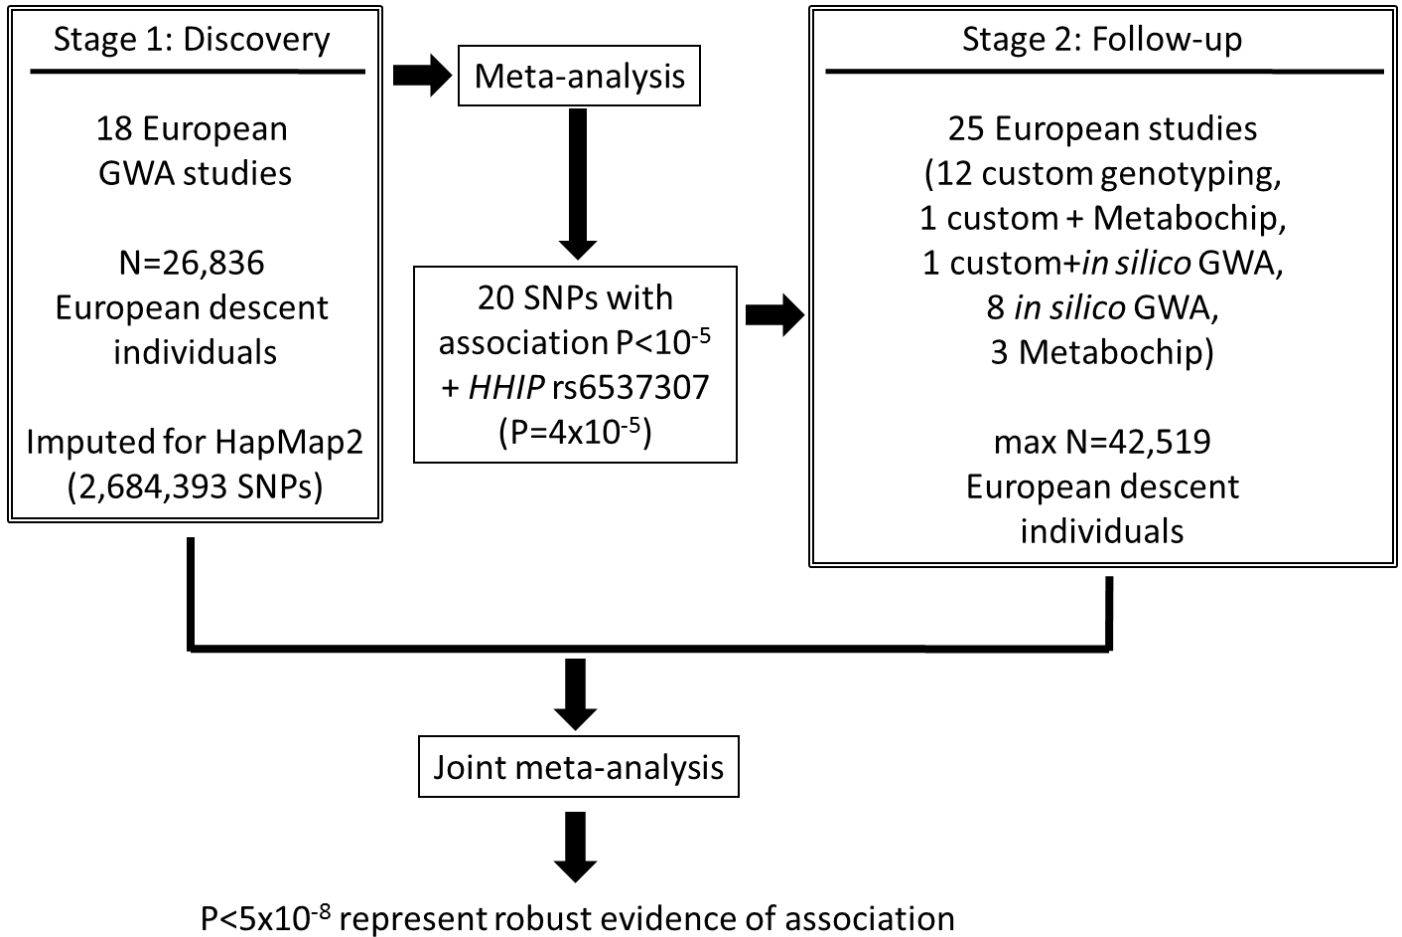 Stage 1: Discovery
18 European
GWA studies
N=26,836
European descent
individuals
Imputed for HapMap2
(2,684,393 SNPs)
Meta-analysis
20 SNPs with
association P<10⁻⁵
+ HHIP rs6537307
(P=4x10⁻⁵)
Stage 2: Follow-up
25 European studies
(12 custom genotyping,
1 custom + Metabochip,
1 custom+in silico GWA,
8 in silico GWA,
3 Metabochip)
max N=42,519
European descent
individuals
Joint meta-analysis
P<5x10⁻⁸ represent robust evidence of association